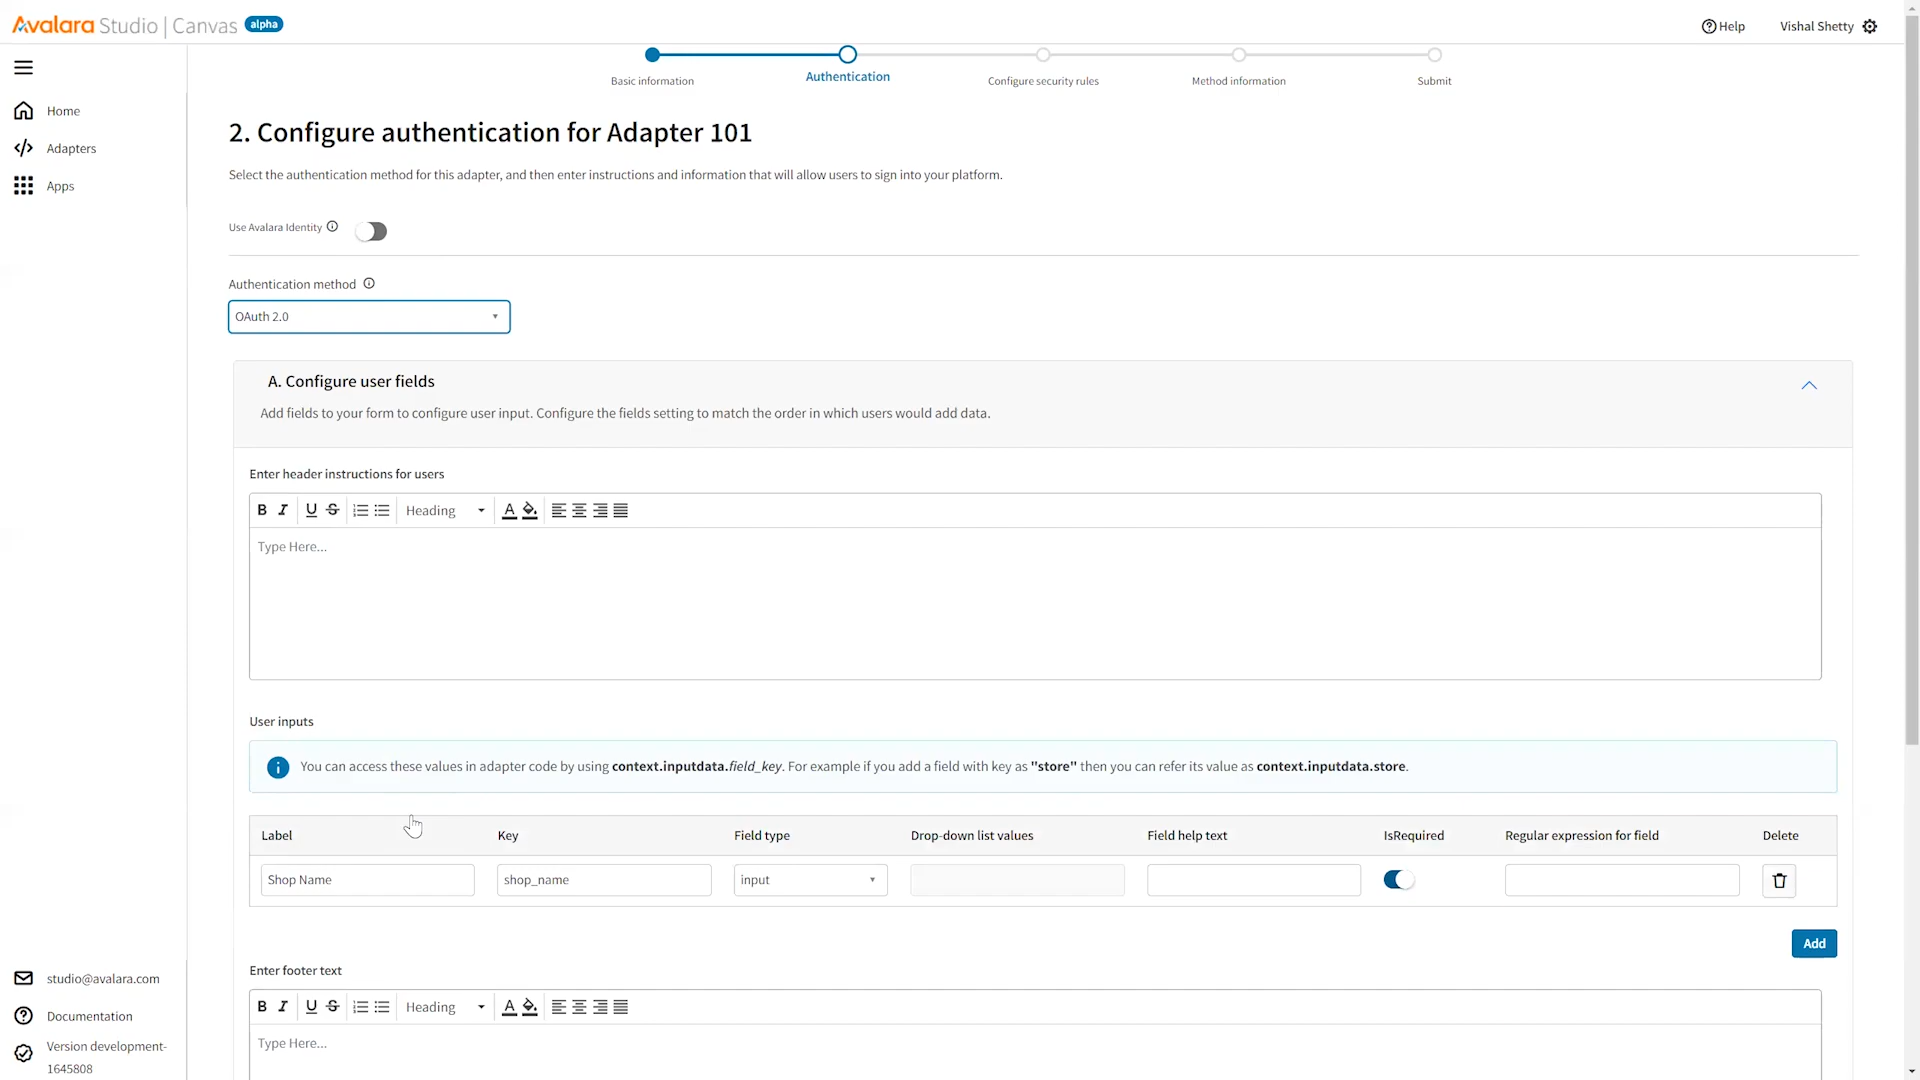 Avalara Studio | Canvas alpha
Help
Vishal Shetty
Home
Adapters
Apps
Basic information
Authentication
Configure security rules
Method information
Submit
2. Configure authentication for Adapter 101
Select the authentication method for this adapter, and then enter instructions and information that will allow users to sign into your platform.
Use Avalara Identity
Authentication method
OAuth 2.0
A. Configure user fields
Add fields to your form to configure user input. Configure the fields setting to match the order in which users would add data.
Enter header instructions for users
B I U S Heading A
Type Here...
User inputs
You can access these values in adapter code by using context.inputdata.field_key. For example if you add a field with key as "store" then you can refer its value as context.inputdata.store.
Label Key Field type Drop-down list values Field help text IsRequired Regular expression for field Delete
Shop Name shop_name input
Add
Enter footer text
B I U S Heading A
Type Here...
studio@avalara.com
Documentation
Version development-
1645808